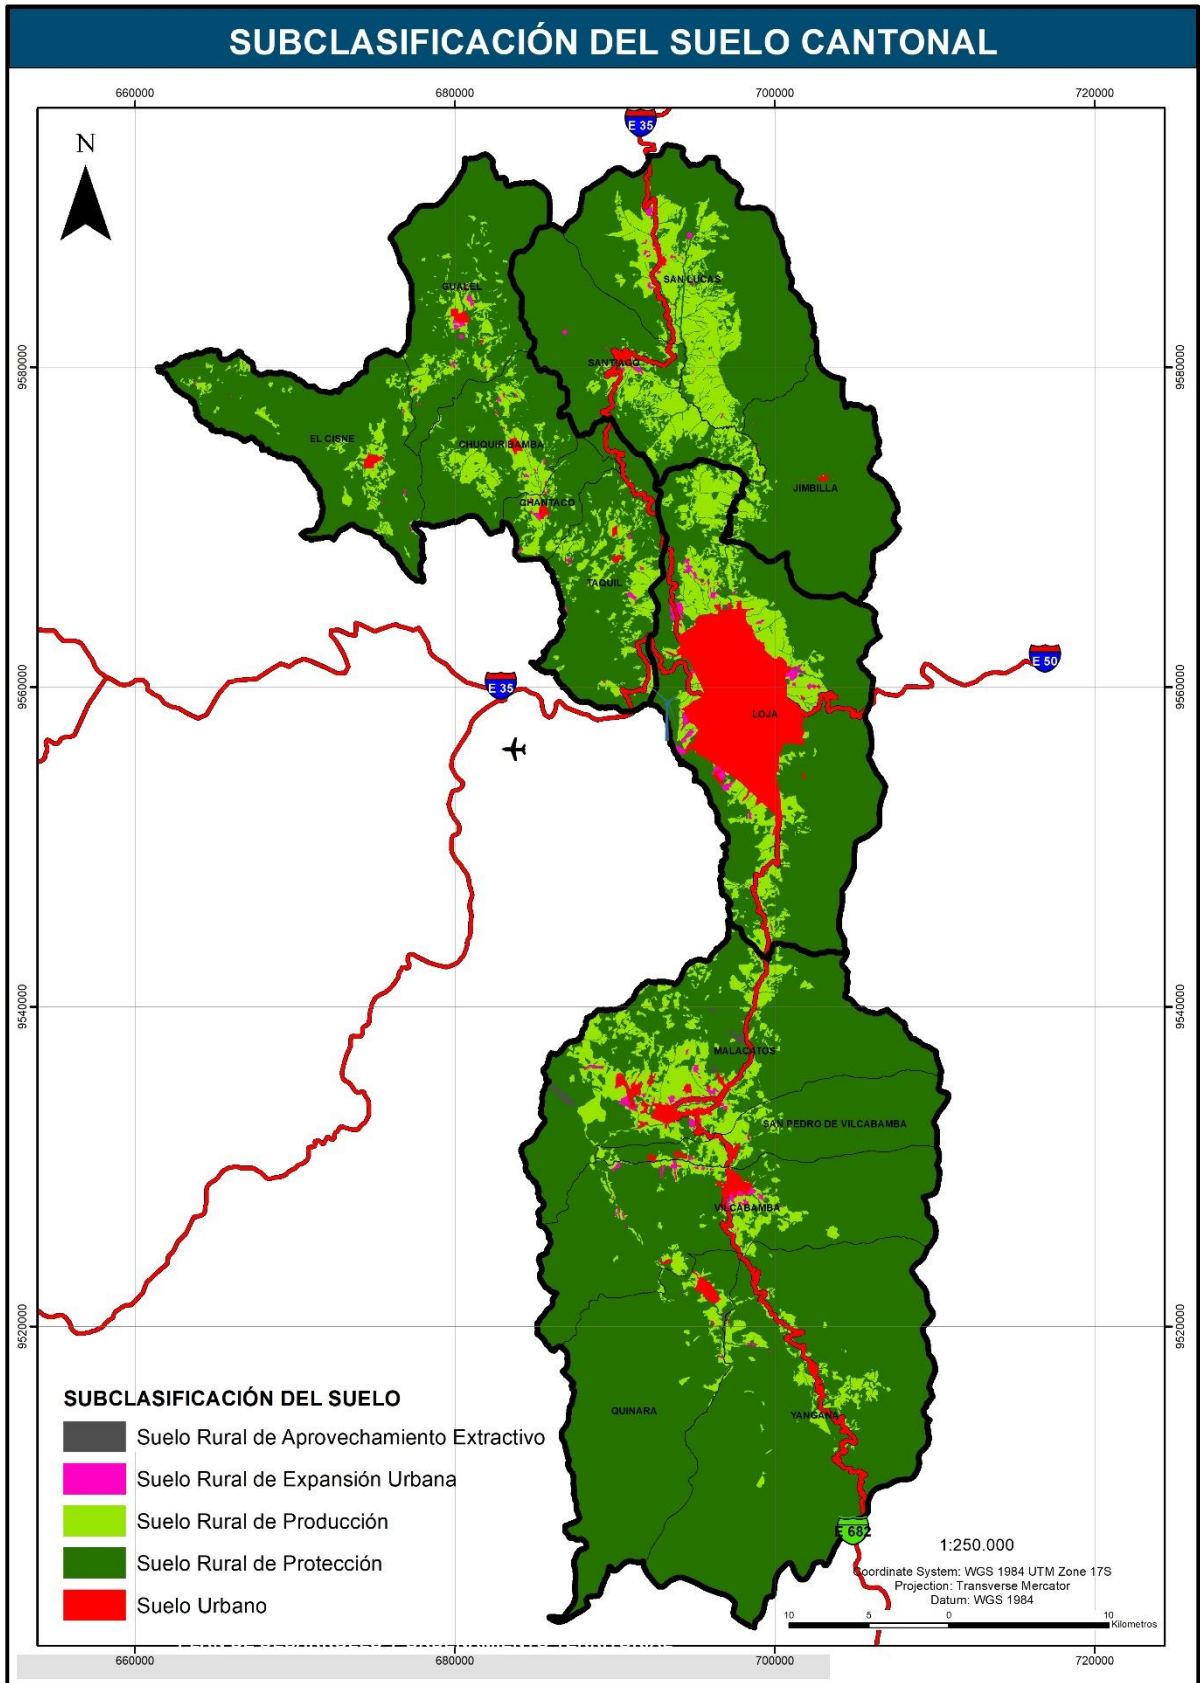 SUBCLASIFICACIÓN DEL SUELO CANTONAL
660000 680000 700000 720000
E 35
N
SAN LUCAS
GUALEL
SANTIAGO
9580000 9580000
EL CISNE
CHUQUIRIBAMBA
JIMBILLA
CHANTACO
TAQUIL
E 50
E 35
9560000 9560000
LOJA
9540000 9540000
MALACATOS
SAN PEDRO DE VILCABAMBA
VILCABAMBA
9520000 9520000
QUINARA
YANGANA
SUBCLASIFICACIÓN DEL SUELO
Suelo Rural de Aprovechamiento Extractivo
Suelo Rural de Expansión Urbana
Suelo Rural de Producción
Suelo Rural de Protección
Suelo Urbano
E 682
1:250.000
Coordinate System: WGS 1984 UTM Zone 17S
Projection: Transverse Mercator
Datum: WGS 1984
10 5 0 10
Kilometros
660000 680000 700000 720000